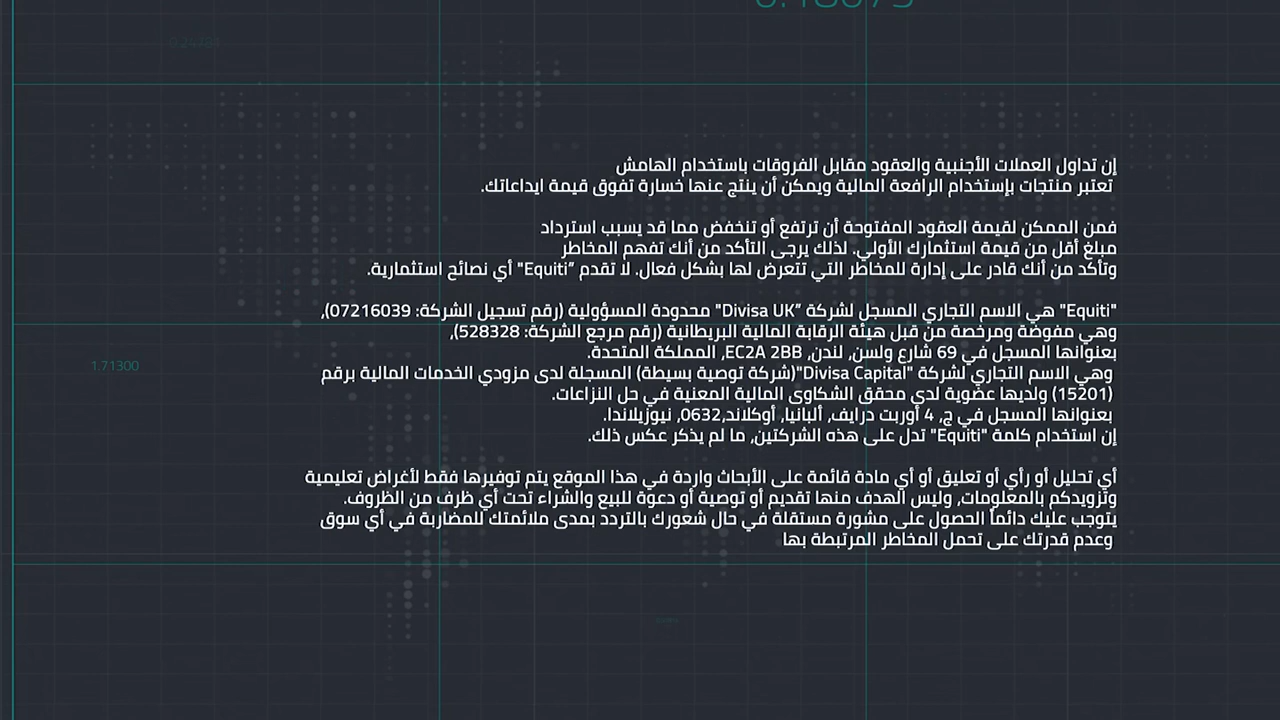 0.24484
إن تداول العملات الأجنبية والعقود مقابل الفروقات باستخدام الهامش
تعتبر منتجات بإستخدام الرافعة المالية ويمكن أن ينتج عنها خسارة تفوق قيمة ايداعاتك.
فمن الممكن لقيمة العقود المفتوحة أن ترتفع أو تنخفض مما قد يسبب استرداد
مبلغ أقل من قيمة استثمارك الأولي. لذلك يرجى التأكد من أنك تفهم المخاطر
وتأكد من أنك قادر على إدارة للمخاطر التي تتعرض لها بشكل فعال. لا تقدم "Equiti" أي نصائح استثمارية.
"Equiti" هي الاسم التجاري المسجل لشركة "Divisa UK" محدودة المسؤولية (رقم تسجيل الشركة: 07216039),
وهي مفوضة ومرخصة من قبل هيئة الرقابة المالية البريطانية (رقم مرجع الشركة: 528328),
بعنوانها المسجل في 69 شارع ولسن, لندن, EC2A 2BB, المملكة المتحدة.
وهي الاسم التجاري لشركة "Divisa Capital"(شركة توصية بسيطة) المسجلة لدى مزودي الخدمات المالية برقم
(15201) ولديها عضوية لدى محقق الشكاوى المالية المعنية في حل النزاعات.
بعنوانها المسجل في ج, 4 أوربت درايف, ألبانيا, أوكلاند,0632, نيوزيلاندا.
إن استخدام كلمة "Equiti" تدل على هذه الشركتين, ما لم يذكر عكس ذلك.
1.71300
أي تحليل أو رأي أو تعليق أو أي مادة قائمة على الأبحاث واردة في هذا الموقع يتم توفيرها فقط لأغراض تعليمية
وتزويدكم بالمعلومات, وليس الهدف منها تقديم أو توصية أو دعوة للبيع والشراء تحت أي ظرف من الظروف.
يتوجب عليك دائماً الحصول على مشورة مستقلة في حال شعورك بالتردد بمدى ملائمتك للمضاربة في أي سوق
وعدم قدرتك على تحمل المخاطر المرتبطة بها